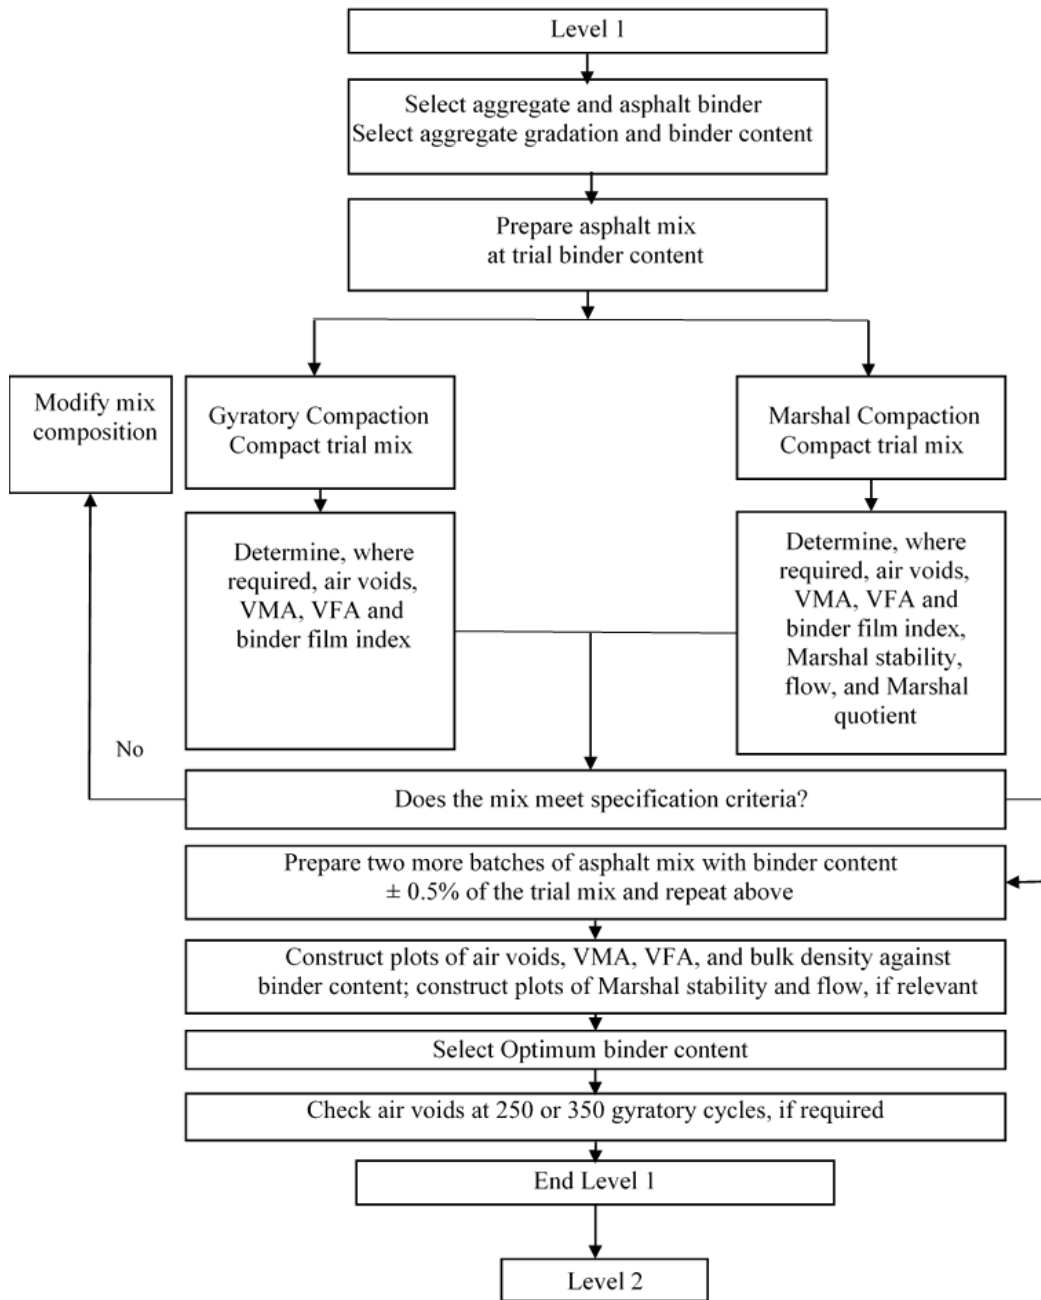 Level 1
Select aggregate and asphalt binder
Select aggregate gradation and binder content
Prepare asphalt mix
at trial binder content
Modify mix
composition
Gyratory Compaction
Compact trial mix
Marshal Compaction
Compact trial mix
Determine, where
required, air voids,
VMA, VFA and
binder film index
Determine, where
required, air voids,
VMA, VFA and
binder film index,
Marshal stability,
flow, and Marshal
quotient
No
Does the mix meet specification criteria?
Prepare two more batches of asphalt mix with binder content
± 0.5% of the trial mix and repeat above
Construct plots of air voids, VMA, VFA, and bulk density against
binder content; construct plots of Marshal stability and flow, if relevant
Select Optimum binder content
Check air voids at 250 or 350 gyratory cycles, if required
End Level 1
Level 2